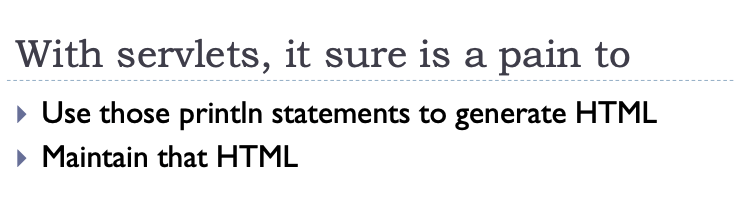 With servlets, it sure is a pain to
Use those println statements to generate HTML
Maintain that HTML